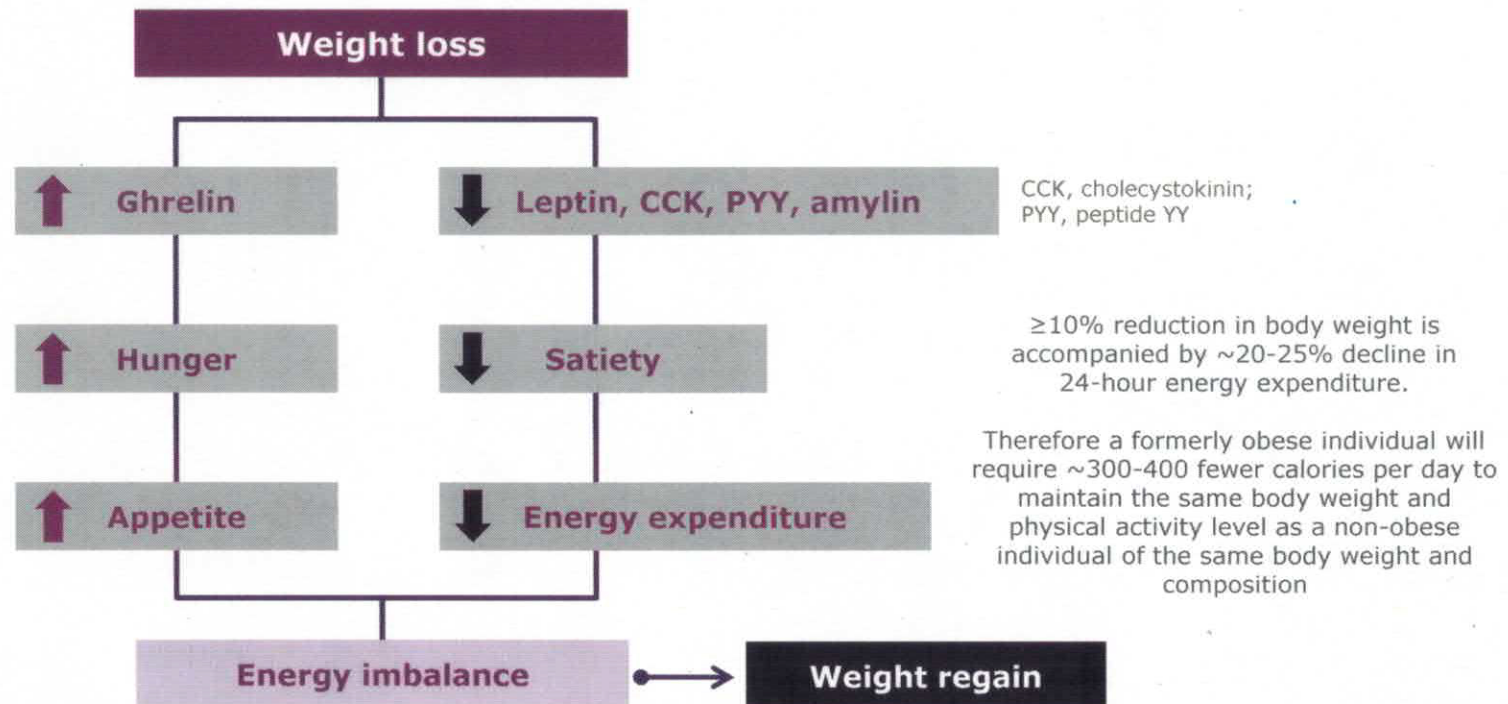 Weight loss
Ghrelin
Leptin, CCK, PYY, amylin
CCK, cholecystokinin;
PYY, peptide YY
Hunger
Satiety
≥10% reduction in body weight is
accompanied by ~20-25% decline in
24-hour energy expenditure.
Appetite
Energy expenditure
Therefore a formerly obese individual will
require ~300-400 fewer calories per day to
maintain the same body weight and
physical activity level as a non-obese
individual of the same body weight and
composition
Energy imbalance
Weight regain